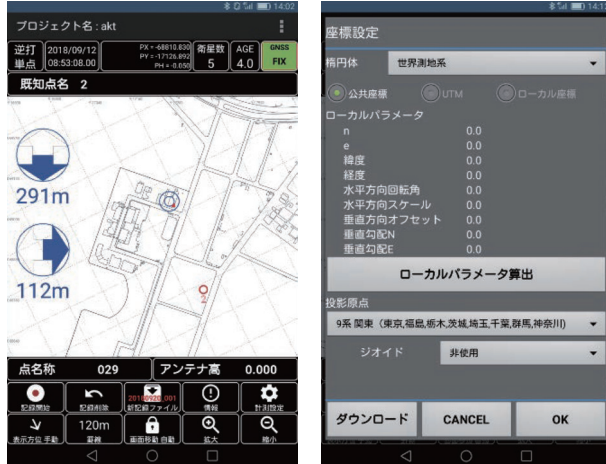 14:02
プロジェクト名 : akt
逆打
単点
2018/09/12
08:53:08.00
PX = -68810.830
PY = -17126.892
PH = -0.050
衛星数
5
AGE
4.0
GNSS
FIX
既知点名 2
291m
112m
2
点名称 029
アンテナ高 0.000
記録開始
記録削除
20180920_001
新記録ファイル
情報
計測設定
表示方位 手動
120m
罫線
画面移動 自動
拡大
縮小
座標設定
楕円体 世界測地系
公共座標 UTM ローカル座標
ローカルパラメータ
n 0.0
e 0.0
緯度 0.0
経度 0.0
水平方向回転角 0.0
水平方向スケール 0.0
垂直方向オフセット 0.0
垂直勾配N 0.0
垂直勾配E 0.0
ローカルパラメータ算出
投影原点
9系 関東（東京,福島,栃木,茨城,埼玉,千葉,群馬,神奈川)
ジオイド 非使用
ダウンロード CANCEL OK